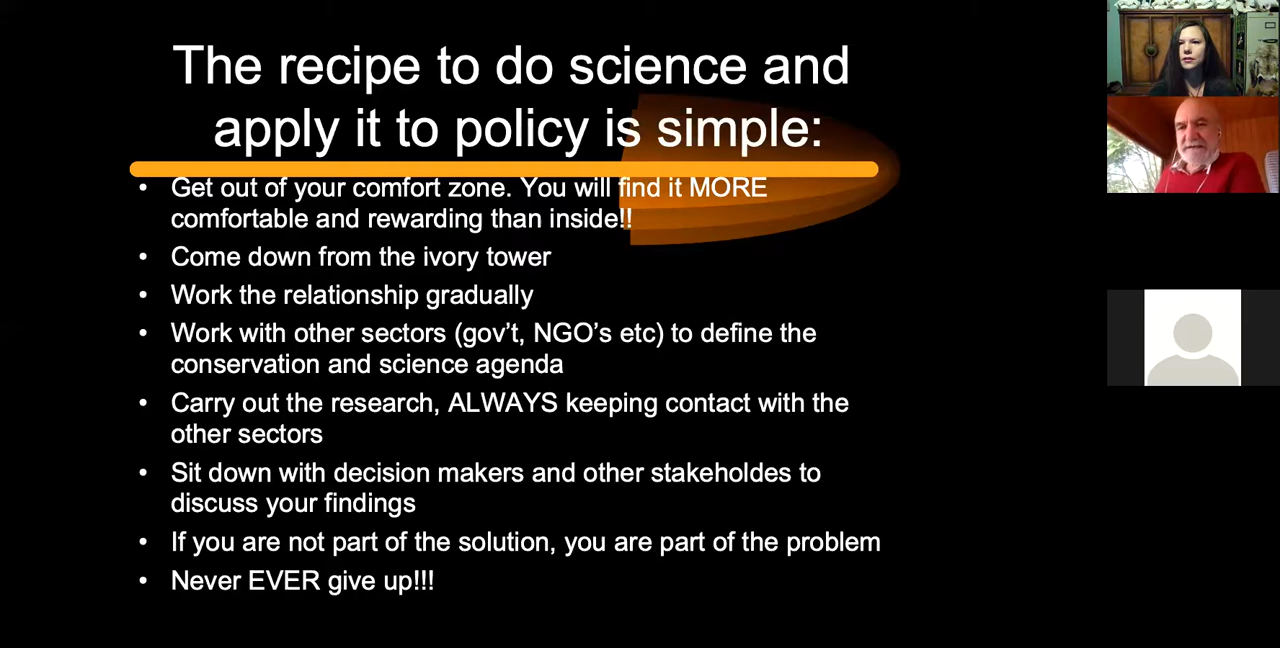 The recipe to do science and
apply it to policy is simple:
• Get out of your comfort zone. You will find it MORE
comfortable and rewarding than inside!!
• Come down from the ivory tower
• Work the relationship gradually
• Work with other sectors (gov't, NGO's etc) to define the
conservation and science agenda
• Carry out the research, ALWAYS keeping contact with the
other sectors
• Sit down with decision makers and other stakeholdes to
discuss your findings
• If you are not part of the solution, you are part of the problem
• Never EVER give up!!!